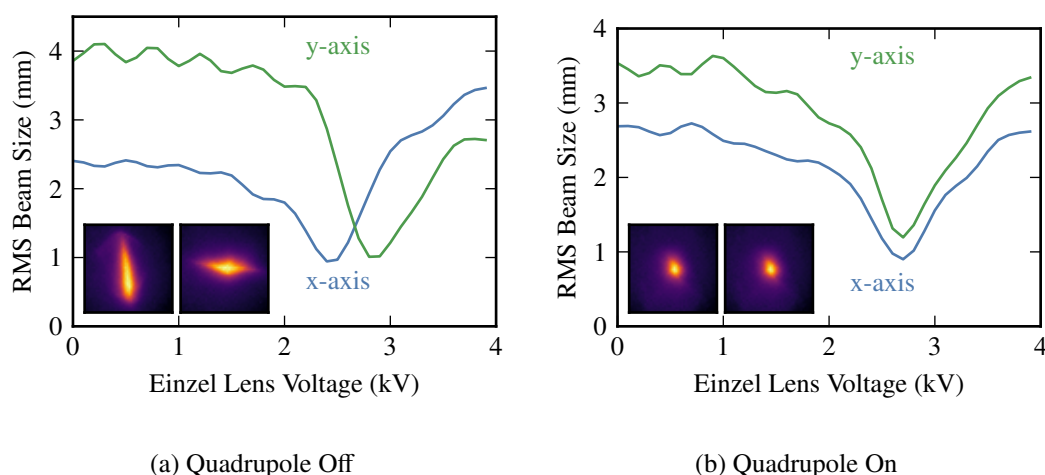 4
3
2
1
0
RMS Beam Size (mm)
y-axis
x-axis
0 1 2 3 4
Einzel Lens Voltage (kV)
(a) Quadrupole Off
4
3
2
1
0
RMS Beam Size (mm)
y-axis
x-axis
0 1 2 3 4
Einzel Lens Voltage (kV)
(b) Quadrupole On